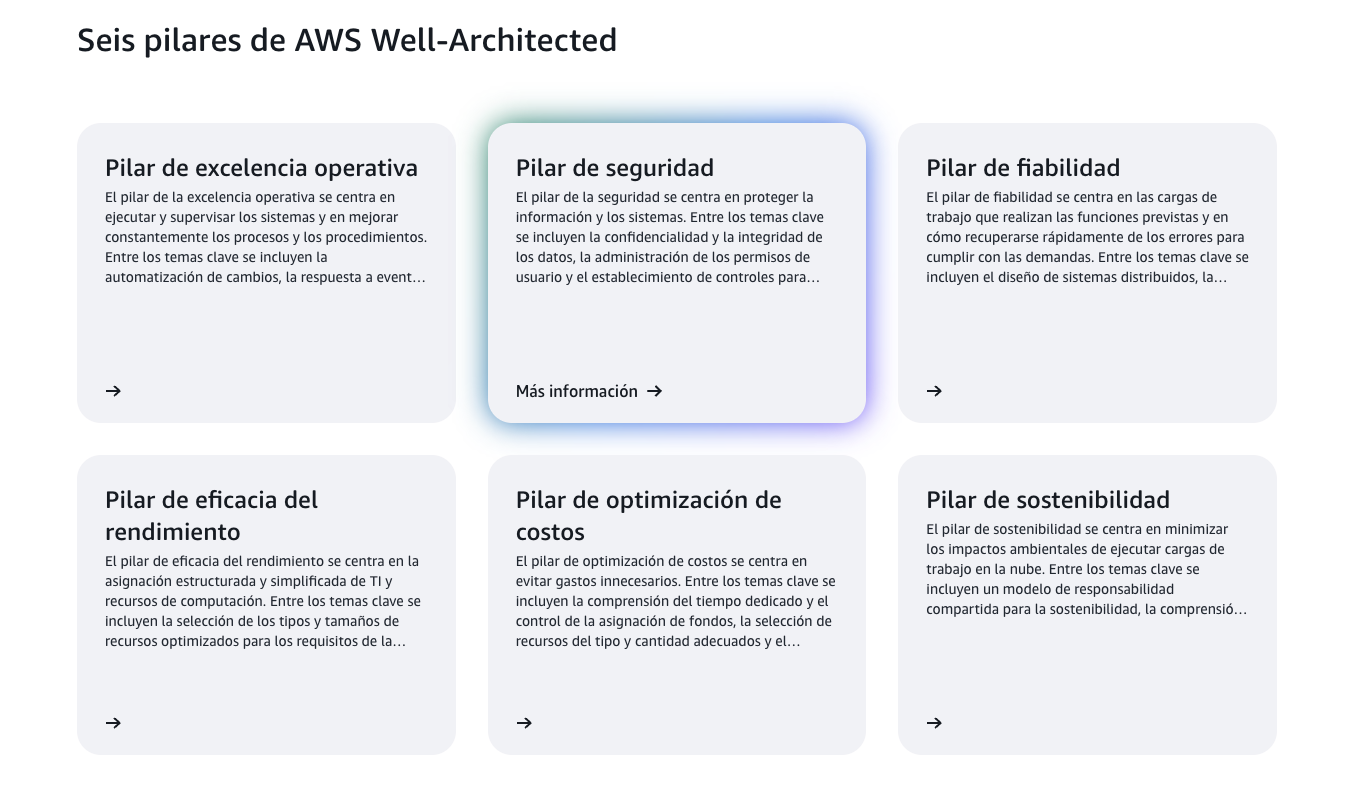 Seis pilares de AWS Well-Architected
Pilar de excelencia operativa
El pilar de la excelencia operativa se centra en
ejecutar y supervisar los sistemas y en mejorar
constantemente los procesos y los procedimientos.
Entre los temas clave se incluyen la
automatización de cambios, la respuesta a event…
Pilar de seguridad
El pilar de la seguridad se centra en proteger la
información y los sistemas. Entre los temas clave
se incluyen la confidencialidad y la integridad de
los datos, la administración de los permisos de
usuario y el establecimiento de controles para…
Más información →
Pilar de fiabilidad
El pilar de fiabilidad se centra en las cargas de
trabajo que realizan las funciones previstas y en
cómo recuperarse rápidamente de los errores para
cumplir con las demandas. Entre los temas clave se
incluyen el diseño de sistemas distribuidos, la…
Pilar de eficacia del
rendimiento
El pilar de eficacia del rendimiento se centra en la
asignación estructurada y simplificada de TI y
recursos de computación. Entre los temas clave se
incluyen la selección de los tipos y tamaños de
recursos optimizados para los requisitos de la…
Pilar de optimización de
costos
El pilar de optimización de costos se centra en
evitar gastos innecesarios. Entre los temas clave se
incluyen la comprensión del tiempo dedicado y el
control de la asignación de fondos, la selección de
recursos del tipo y cantidad adecuados y el…
Pilar de sostenibilidad
El pilar de sostenibilidad se centra en minimizar
los impactos ambientales de ejecutar cargas de
trabajo en la nube. Entre los temas clave se
incluyen un modelo de responsabilidad
compartida para la sostenibilidad, la comprensió…